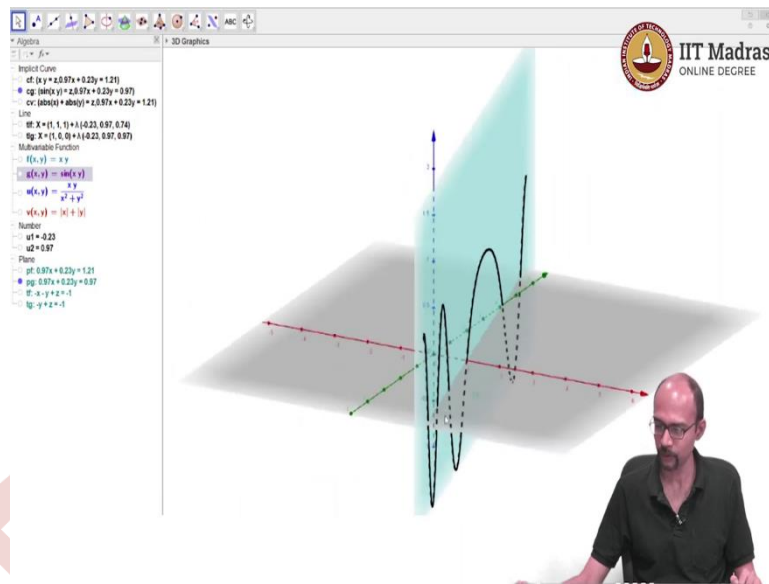 ABC
Algebra
3D Graphics
IIT Madras
ONLINE DEGREE
Implicit Curve
cf: (x y = z,0.97x + 0.23y = 1.21)
cg: (sin(x y) = z,0.97x + 0.23y = 0.97)
cv: (abs(x) + abs(y) = z,0.97x + 0.23y = 1.21)
Line
tlf: X = (1, 1, 1) + λ (-0.23, 0.97, 0.74)
tlg: X = (1, 0, 0) + λ (-0.23, 0.97, 0.97)
Multivariable Function
f(x, y) = x y
g(x, y) = sin(x y)
u(x, y) = x y / x² + y²
v(x, y) = |x| + |y|
Number
u1 = -0.23
u2 = 0.97
Plane
pf: 0.97x + 0.23y = 1.21
pg: 0.97x + 0.23y = 0.97
tf: -x - y + z = -1
tg: -y + z = -1